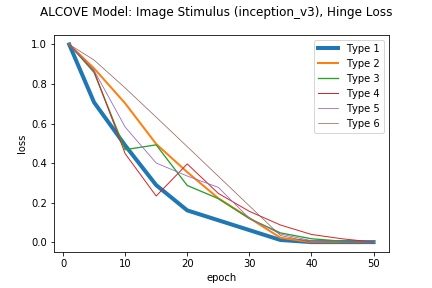 ALCOVE Model: Image Stimulus (inception_v3), Hinge Loss
1.0
0.8
0.6
0.4
0.2
0.0
loss
Type 1
Type 2
Type 3
Type 4
Type 5
Type 6
0
10
20
30
40
50
epoch